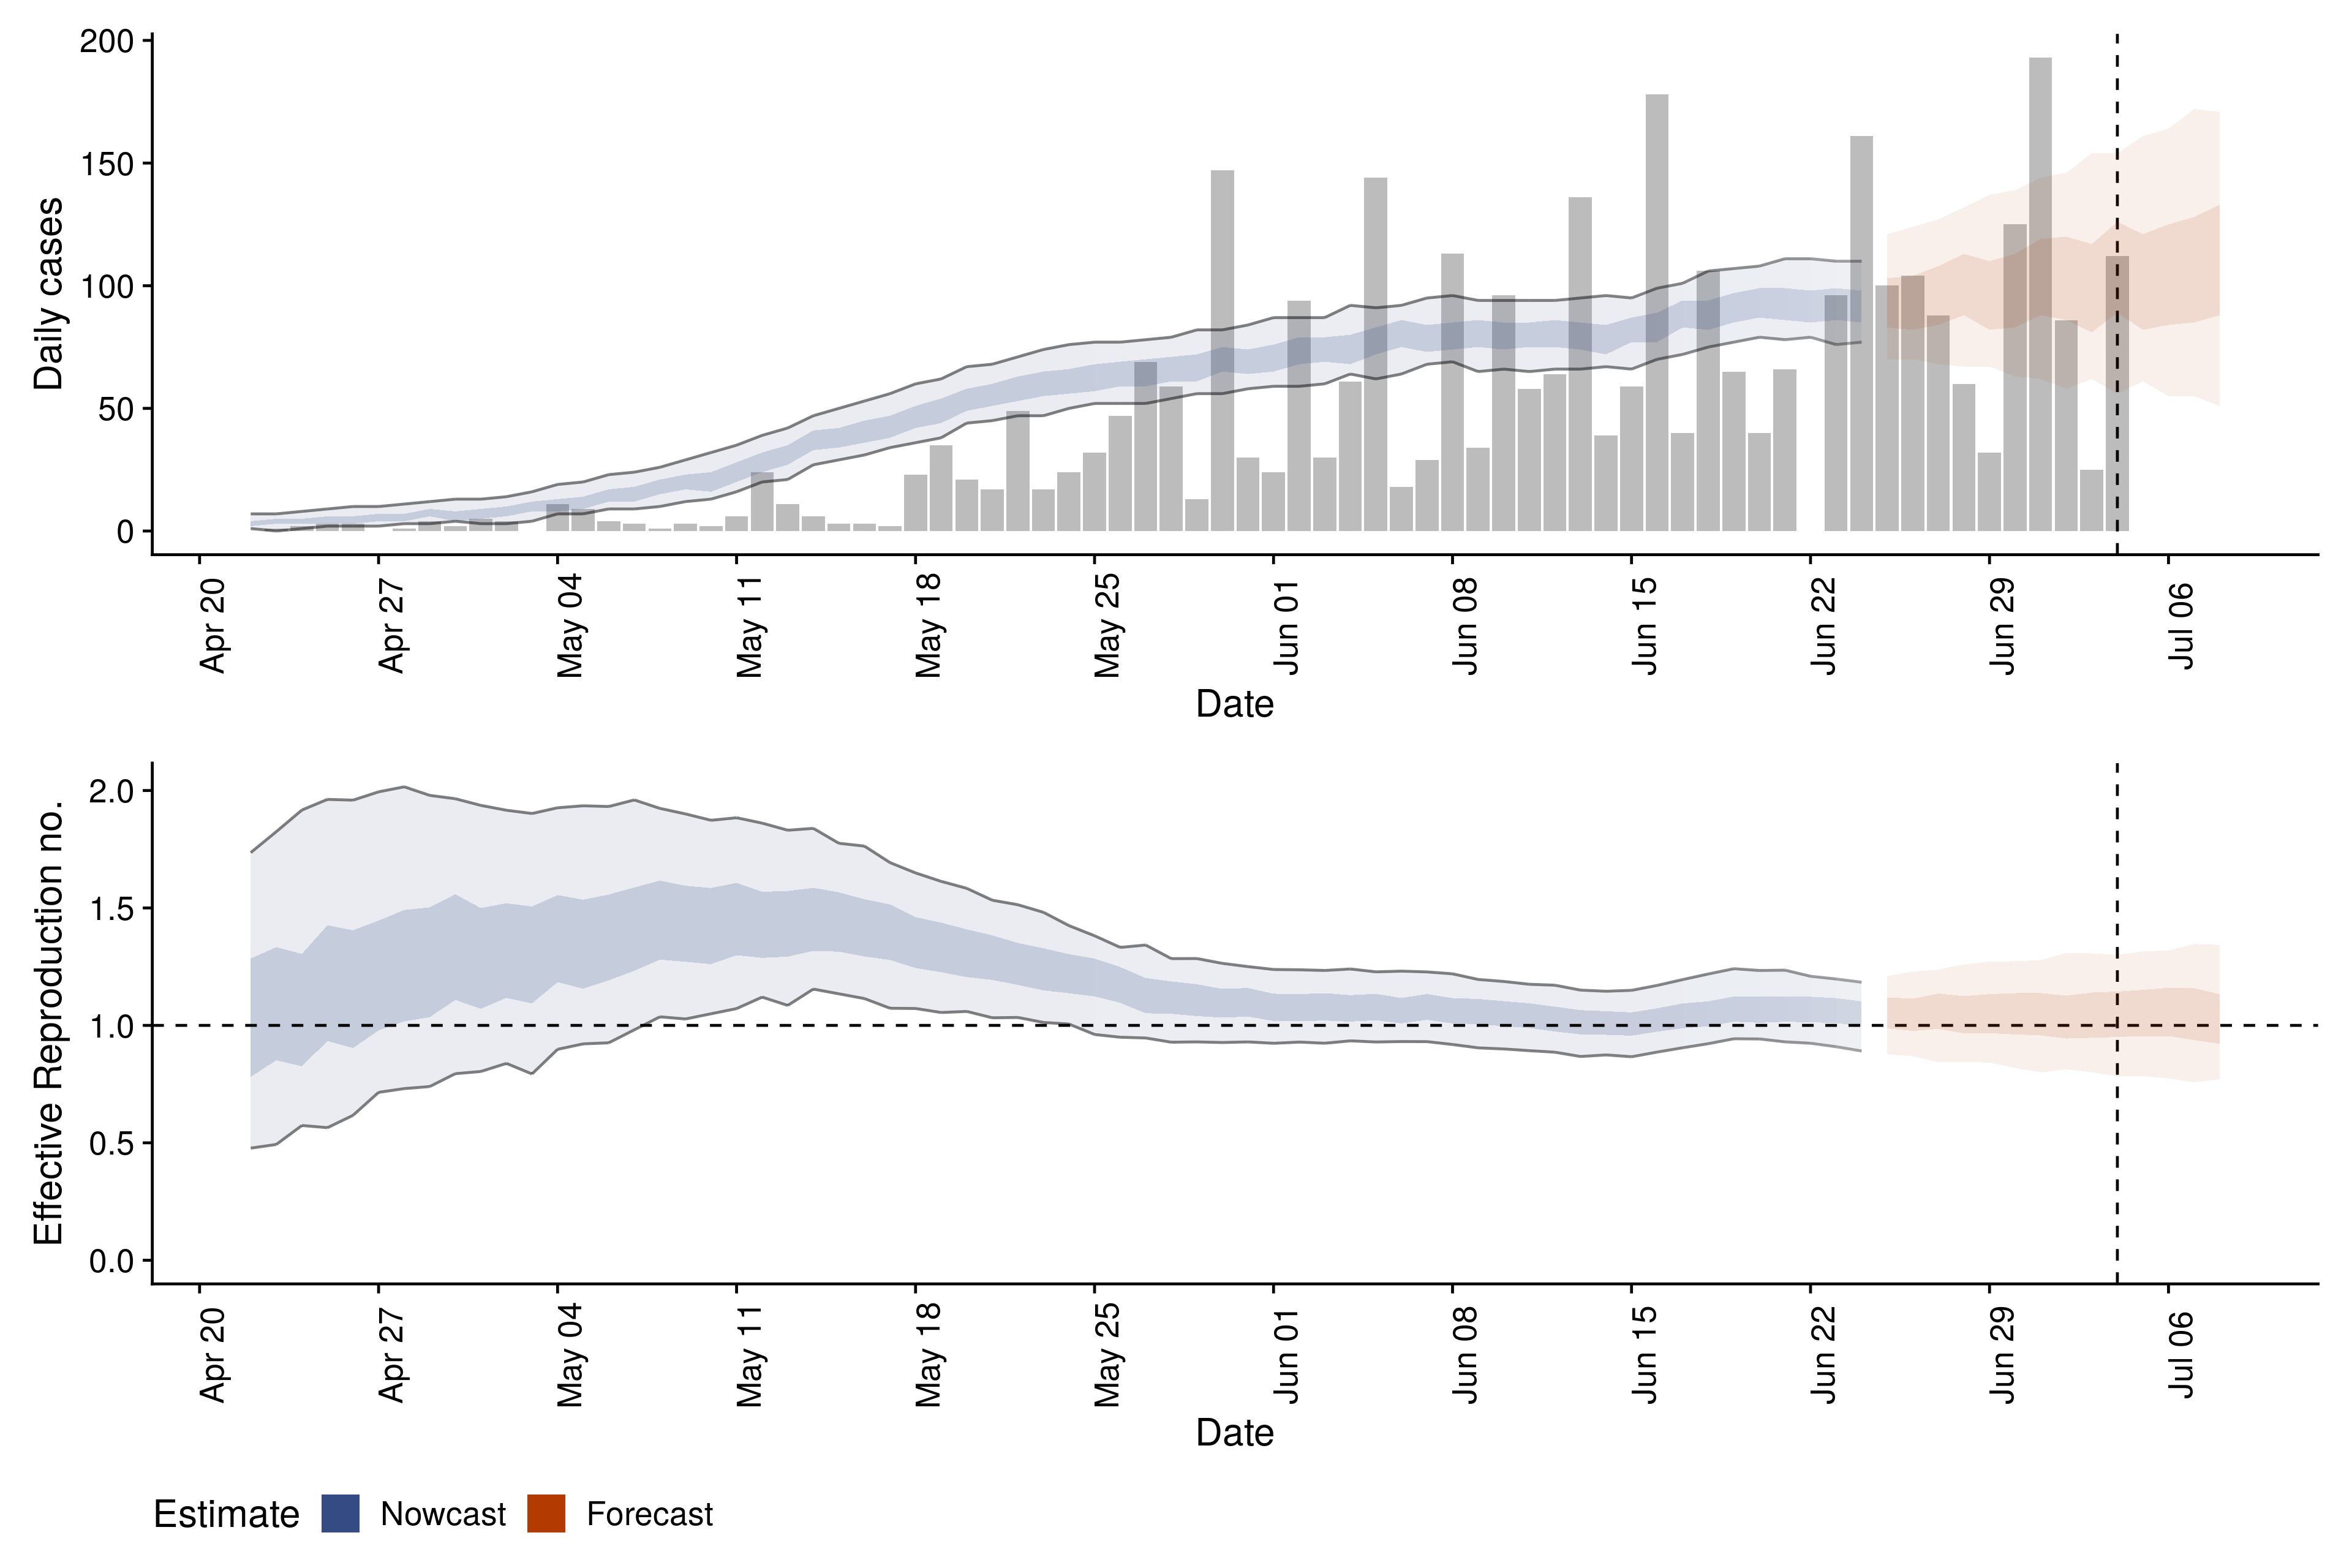 Daily cases
200
150
100
50
0
Apr 20
Apr 27
May 04
May 11
May 18
May 25
Jun 01
Jun 08
Jun 15
Jun 22
Jun 29
Jul 06
Date
Effective Reproduction no.
2.0
1.5
1.0
0.5
0.0
Apr 20
Apr 27
May 04
May 11
May 18
May 25
Jun 01
Jun 08
Jun 15
Jun 22
Jun 29
Jul 06
Date
Estimate Nowcast Forecast